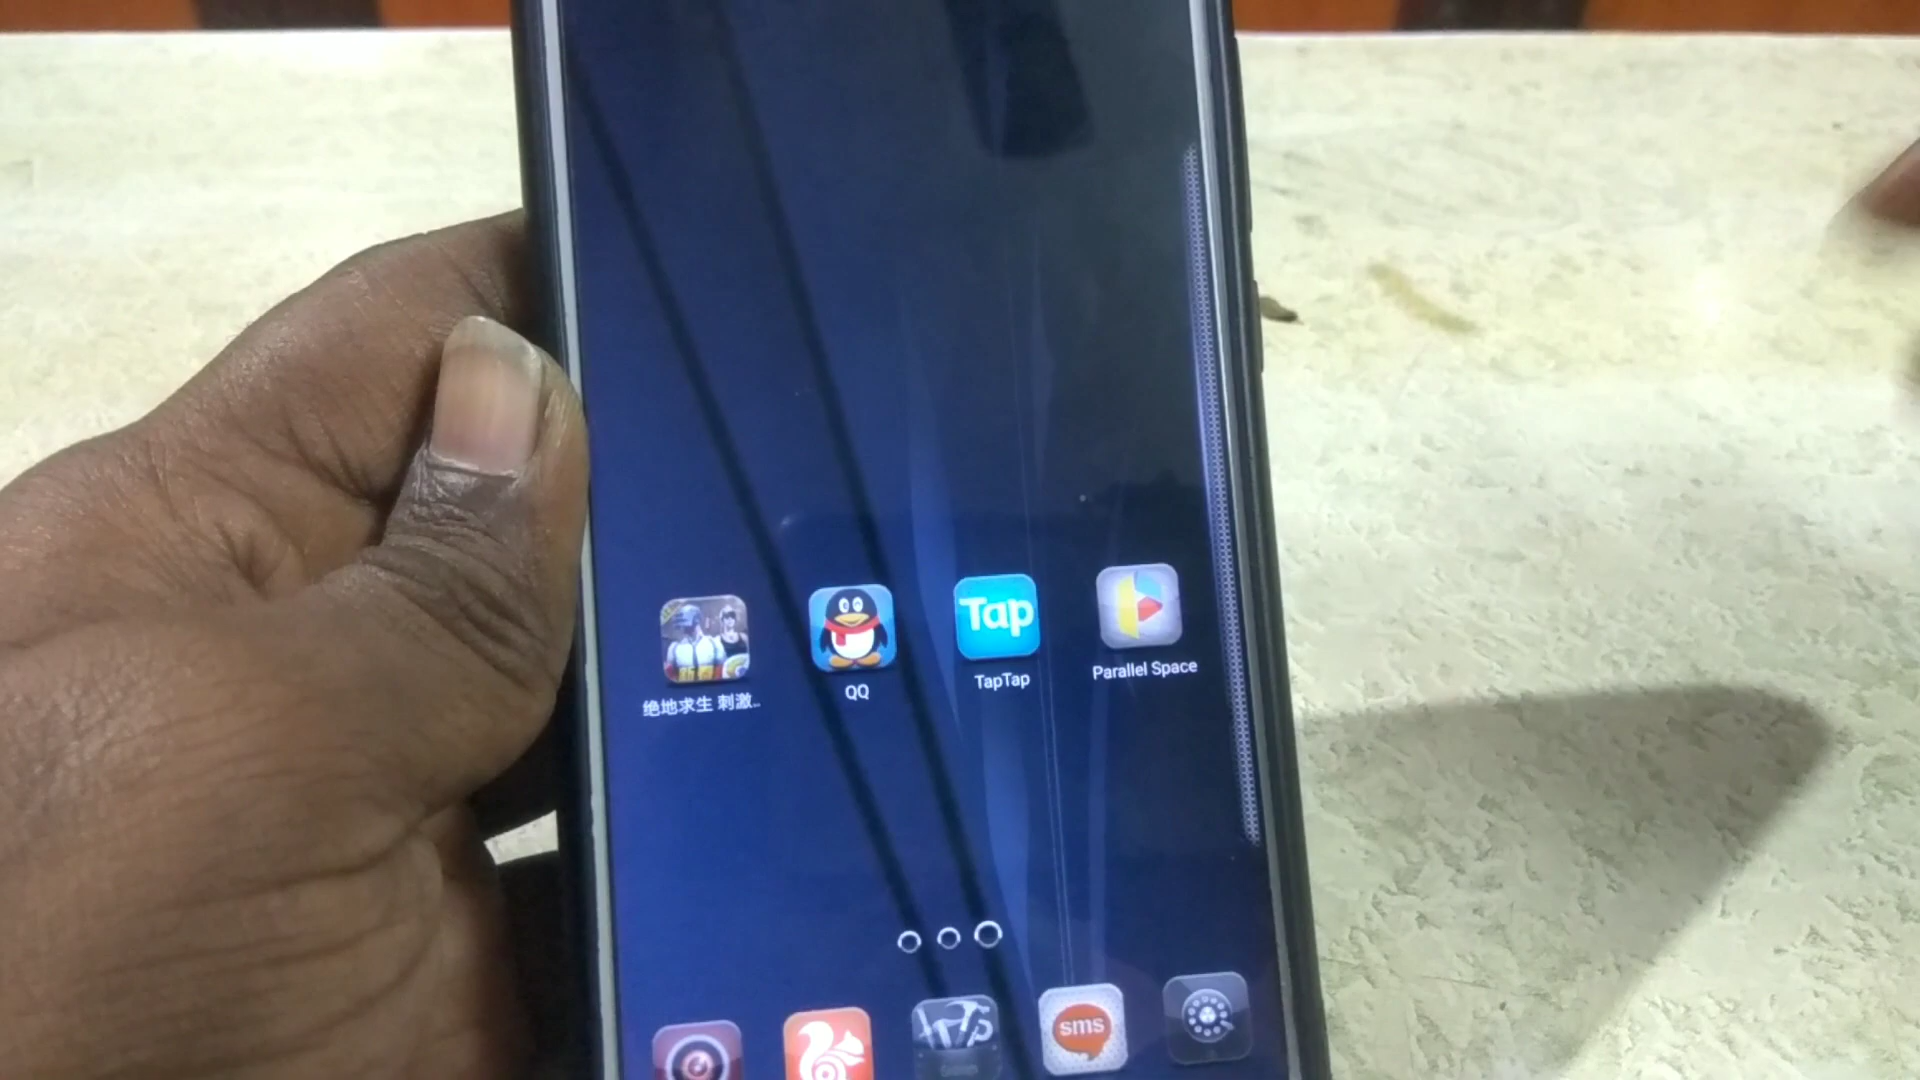 绝地求生 刺激..
QQ
Tap
TapTap
Parallel Space
sms